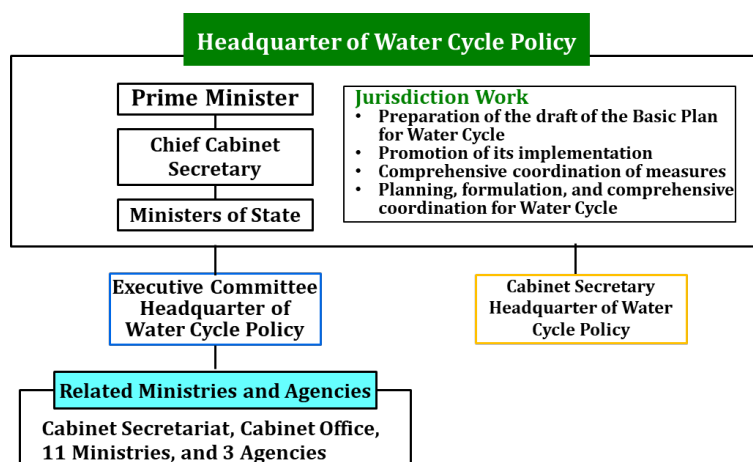 Headquarter of Water Cycle Policy
Prime Minister
Chief Cabinet
Secretary
Ministers of State
Jurisdiction Work
• Preparation of the draft of the Basic Plan
for Water Cycle
• Promotion of its implementation
• Comprehensive coordination of measures
• Planning, formulation, and comprehensive
coordination for Water Cycle
Executive Committee
Headquarter of
Water Cycle Policy
Cabinet Secretary
Headquarter of Water
Cycle Policy
Related Ministries and Agencies
Cabinet Secretariat, Cabinet Office,
11 Ministries, and 3 Agencies